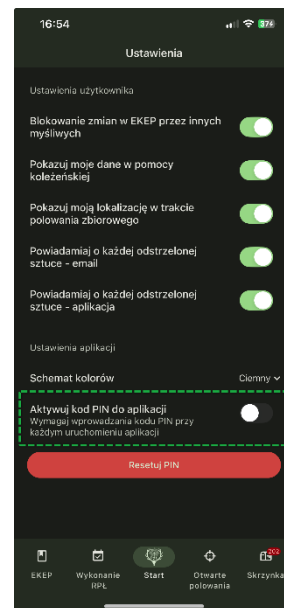 16:54
37
Ustawienia
Ustawienia użytkownika
Blokowanie zmian w EKEP przez innych
myśliwych
Pokazuj moje dane w pomocy
koleżeńskiej
Pokazuj moją lokalizację w trakcie
polowania zbiorowego
Powiadamiaj o każdej odstrzelonej
sztuce - email
Powiadamiaj o każdej odstrzelonej
sztuce - aplikacja
Ustawienia aplikacji
Schemat kolorów Ciemny
Aktywuj kod PIN do aplikacji
Wymagaj wprowadzania kodu PIN przy
każdym uruchomieniu aplikacji
Resetuj PIN
202
EKEP Wykonanie Start Otwarte Skrzynka
RPŁ polowania